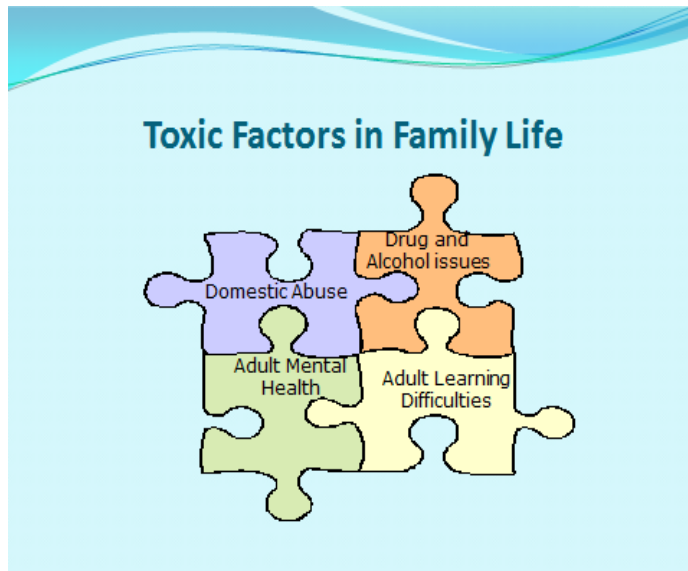 Toxic Factors in Family Life
Drug and
Alcohol issues
Domestic Abuse
Adult Mental
Health
Adult Learning
Difficulties